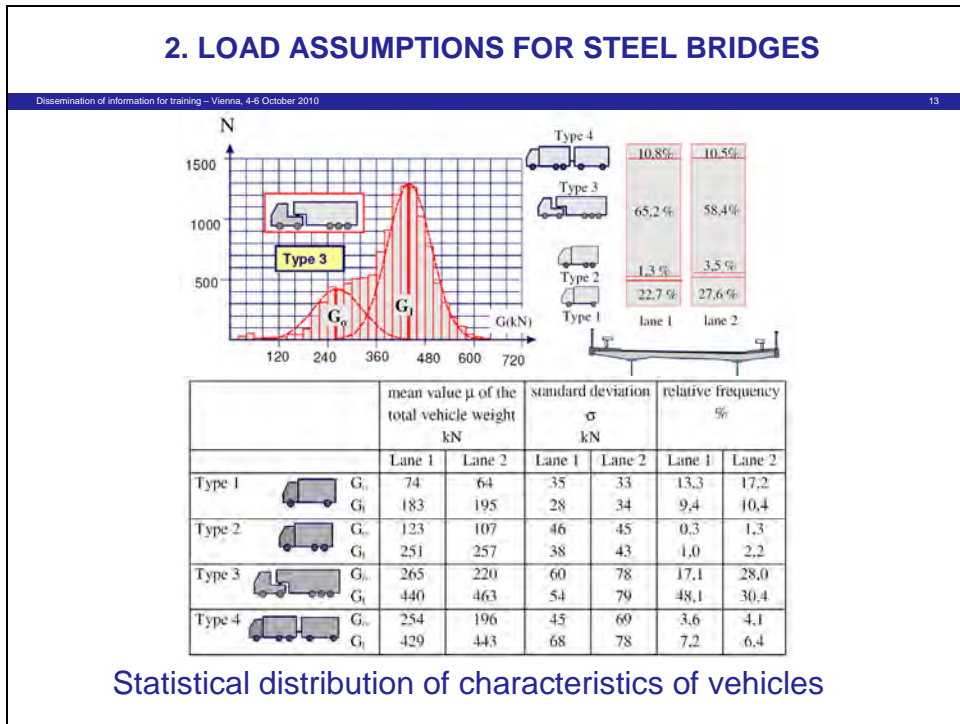 2. LOAD ASSUMPTIONS FOR STEEL BRIDGES
Dissemination of information for training – Vienna, 4-6 October 2010 13
N
1500
1000
500
Type 3
G₀ G₁
G(kN)
120 240 360 480 600 720
Type 4
Type 3
Type 2
Type 1
10,8% 10,5%
65,2 % 58,4%
1,3 % 3,5 %
22,7 % 27,6 %
lane 1 lane 2
mean value μ of the standard deviation relative frequency
total vehicle weight σ %
kN kN
Lane 1 Lane 2 Lane 1 Lane 2 Lane 1 Lane 2
Type 1 G₀ 74 64 35 33 13,3 17,2
G₁ 183 195 28 34 9,4 10,4
Type 2 G₀ 123 107 46 45 0,3 1,3
G₁ 251 257 38 43 1,0 2,2
Type 3 G₀ 265 220 60 78 17,1 28,0
G₁ 440 463 54 79 48,1 30,4
Type 4 G₀ 254 196 45 69 3,6 4,1
G₁ 429 443 68 78 7,2 6,4
Statistical distribution of characteristics of vehicles